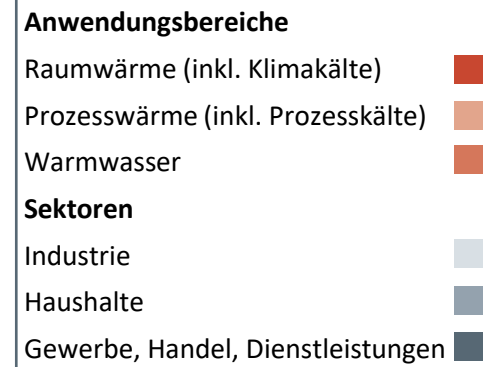 Anwendungsbereiche
Raumwärme (inkl. Klimakälte)
Prozesswärme (inkl. Prozesskälte)
Warmwasser
Sektoren
Industrie
Haushalte
Gewerbe, Handel, Dienstleistungen